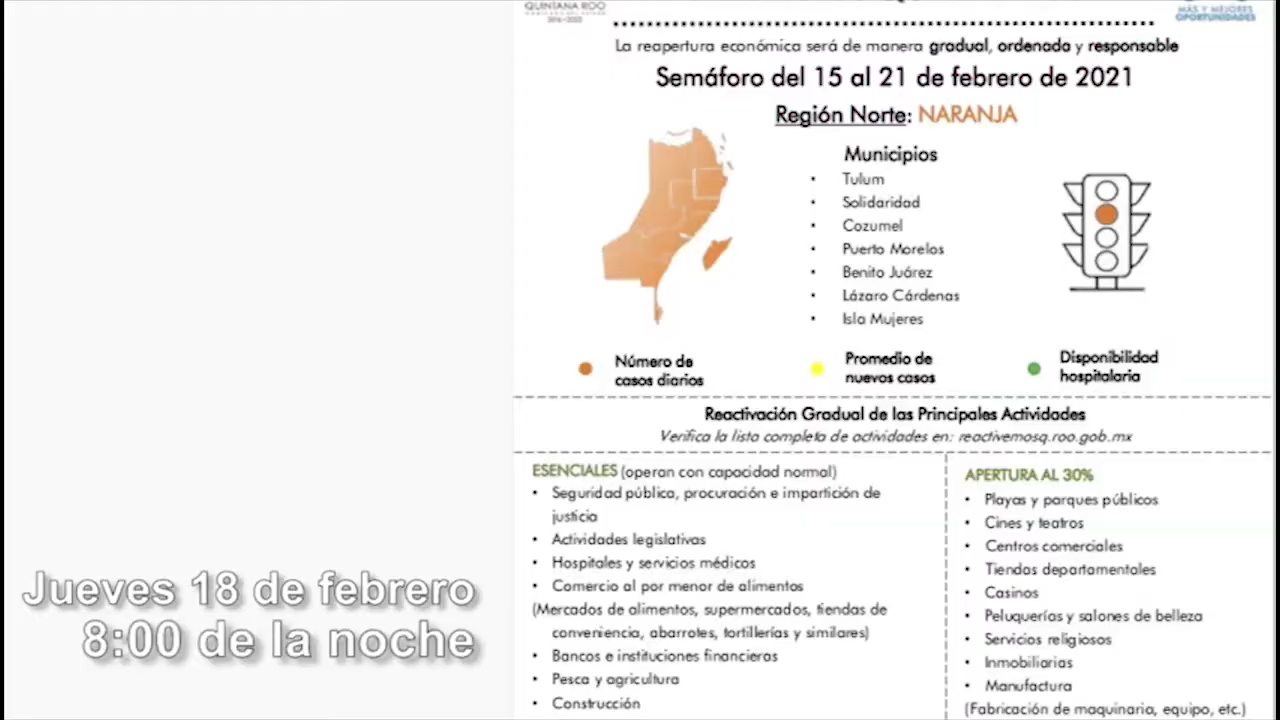 QUINTANA ROO
2016-2022
MÁS Y MEJORES
OPORTUNIDADES
La reapertura económica será de manera gradual, ordenada y responsable
Semáforo del 15 al 21 de febrero de 2021
Región Norte: NARANJA
Municipios
• Tulum
• Solidaridad
• Cozumel
• Puerto Morelos
• Benito Juárez
• Lázaro Cárdenas
• Isla Mujeres
Número de
casos diarios
Promedio de
nuevos casos
Disponibilidad
hospitalaria
Reactivación Gradual de las Principales Actividades
Verifica la lista completa de actividades en: reactivemosq.roo.gob.mx
ESENCIALES (operan con capacidad normal)
• Seguridad pública, procuración e impartición de
justicia
• Actividades legislativas
• Hospitales y servicios médicos
• Comercio al por menor de alimentos
(Mercados de alimentos, supermercados, tiendas de
conveniencia, abarrotes, tortillerías y similares)
• Bancos e instituciones financieras
• Pesca y agricultura
• Construcción
APERTURA AL 30%
• Playas y parques públicos
• Cines y teatros
• Centros comerciales
• Tiendas departamentales
• Casinos
• Peluquerías y salones de belleza
• Servicios religiosos
• Inmobiliarias
• Manufactura
(Fabricación de maquinaria, equipo, etc.)
Jueves 18 de febrero
8:00 de la noche